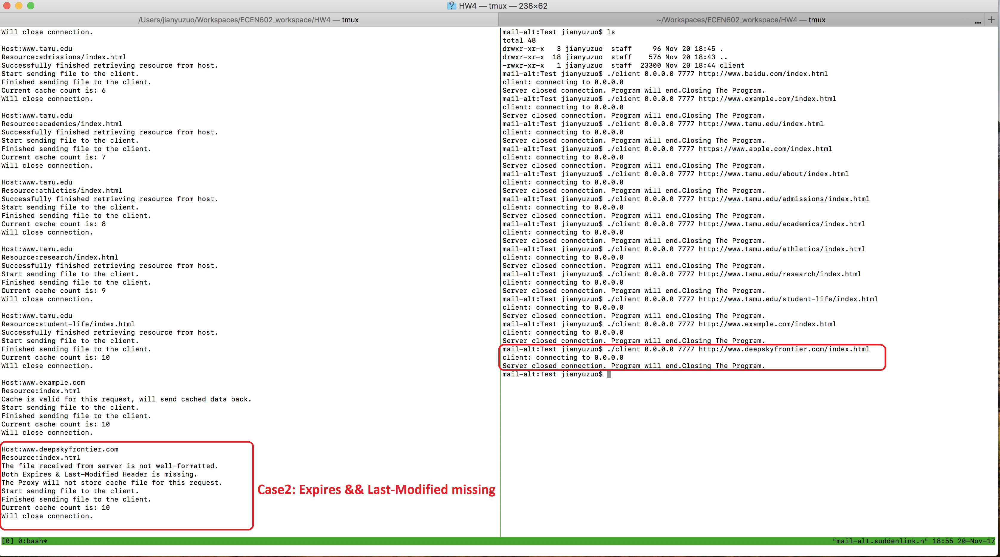 HW4 — tmux — 238×62
/Users/jianyuzuo/Workspaces/ECEN602_workspace/HW4 — tmux
~/Workspaces/ECEN602_workspace/HW4 — tmux
Will close connection.
Host:www.tamu.edu
Resource:admissions/index.html
Successfully finished retrieving resource from host.
Start sending file to the client.
Finished sending file to the client.
Current cache count is: 6
Will close connection.
Host:www.tamu.edu
Resource:academics/index.html
Successfully finished retrieving resource from host.
Start sending file to the client.
Finished sending file to the client.
Current cache count is: 7
Will close connection.
Host:www.tamu.edu
Resource:athletics/index.html
Successfully finished retrieving resource from host.
Start sending file to the client.
Finished sending file to the client.
Current cache count is: 8
Will close connection.
Host:www.tamu.edu
Resource:research/index.html
Successfully finished retrieving resource from host.
Start sending file to the client.
Finished sending file to the client.
Current cache count is: 9
Will close connection.
Host:www.tamu.edu
Resource:student-life/index.html
Successfully finished retrieving resource from host.
Start sending file to the client.
Finished sending file to the client.
Current cache count is: 10
Will close connection.
Host:www.example.com
Resource:index.html
Cache is valid for this request, will send cached data back.
Start sending file to the client.
Finished sending file to the client.
Current cache count is: 10
Will close connection.
Host:www.deepskyfrontier.com
Resource:index.html
The file received from server is not well-formatted.
Both Expires & Last-Modified Header is missing.
The Proxy will not store cache file for this request.
Start sending file to the client.
Finished sending file to the client.
Current cache count is: 10
Will close connection.
Case2: Expires && Last-Modified missing
mail-alt:Test jianyuzuo$ ls
total 48
drwxr-xr-x   3 jianyuzuo  staff     96 Nov 20 18:45 .
drwxr-xr-x  18 jianyuzuo  staff    576 Nov 20 18:43 ..
-rwxr-xr-x   1 jianyuzuo  staff  23300 Nov 20 18:44 client
mail-alt:Test jianyuzuo$ ./client 0.0.0.0 7777 http://www.baidu.com/index.html
client: connecting to 0.0.0.0
Server closed connection. Program will end.Closing The Program.
mail-alt:Test jianyuzuo$ ./client 0.0.0.0 7777 http://www.example.com/index.html
client: connecting to 0.0.0.0
Server closed connection. Program will end.Closing The Program.
mail-alt:Test jianyuzuo$ ./client 0.0.0.0 7777 http://www.tamu.edu/index.html
client: connecting to 0.0.0.0
Server closed connection. Program will end.Closing The Program.
mail-alt:Test jianyuzuo$ ./client 0.0.0.0 7777 https://www.apple.com/index.html
client: connecting to 0.0.0.0
Server closed connection. Program will end.Closing The Program.
mail-alt:Test jianyuzuo$ ./client 0.0.0.0 7777 http://www.tamu.edu/about/index.html
client: connecting to 0.0.0.0
Server closed connection. Program will end.Closing The Program.
mail-alt:Test jianyuzuo$ ./client 0.0.0.0 7777 http://www.tamu.edu/admissions/index.html
client: connecting to 0.0.0.0
Server closed connection. Program will end.Closing The Program.
mail-alt:Test jianyuzuo$ ./client 0.0.0.0 7777 http://www.tamu.edu/academics/index.html
client: connecting to 0.0.0.0
Server closed connection. Program will end.Closing The Program.
mail-alt:Test jianyuzuo$ ./client 0.0.0.0 7777 http://www.tamu.edu/athletics/index.html
client: connecting to 0.0.0.0
Server closed connection. Program will end.Closing The Program.
mail-alt:Test jianyuzuo$ ./client 0.0.0.0 7777 http://www.tamu.edu/research/index.html
client: connecting to 0.0.0.0
Server closed connection. Program will end.Closing The Program.
mail-alt:Test jianyuzuo$ ./client 0.0.0.0 7777 http://www.tamu.edu/student-life/index.html
client: connecting to 0.0.0.0
Server closed connection. Program will end.Closing The Program.
mail-alt:Test jianyuzuo$ ./client 0.0.0.0 7777 http://www.example.com/index.html
client: connecting to 0.0.0.0
Server closed connection. Program will end.Closing The Program.
mail-alt:Test jianyuzuo$ ./client 0.0.0.0 7777 http://www.deepskyfrontier.com/index.html
client: connecting to 0.0.0.0
Server closed connection. Program will end.Closing The Program.
mail-alt:Test jianyuzuo$
[0] 0:bash*
"mail-alt.suddenlink.n" 18:55 20-Nov-17